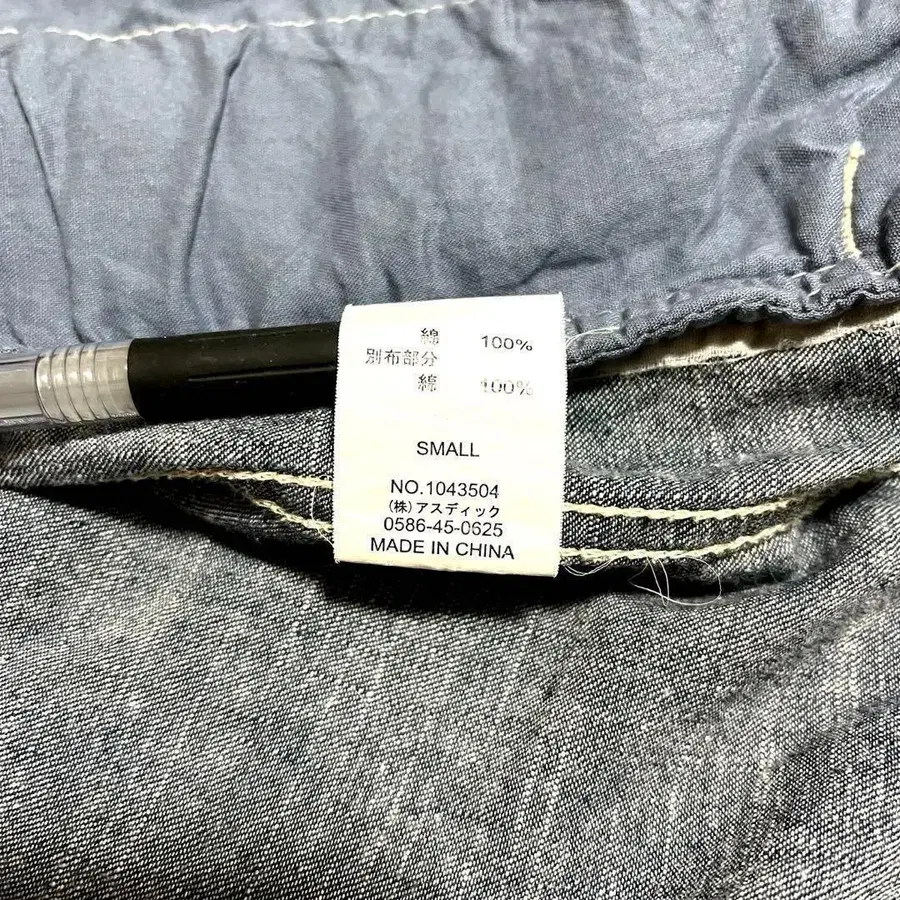 綿 100%
別布部分
綿 100%
SMALL
NO.1043504
(株)アスディック
0586-45-0625
MADE IN CHINA